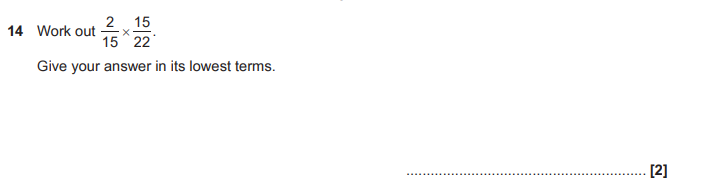 14 Work out 2/15 × 15/22.
Give your answer in its lowest terms.
............................................................ [2]